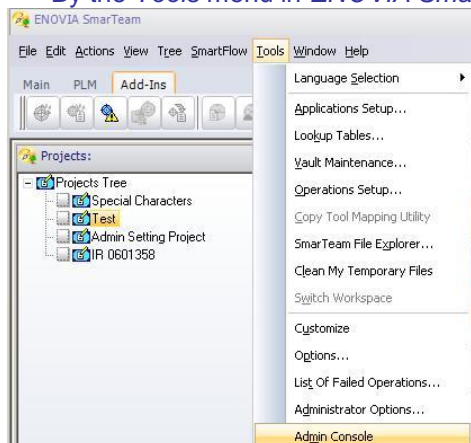 By the Tools menu in ENOVIA Smar
ENOVIA SmarTeam
File Edit Actions View Tree SmartFlow Tools Window Help
Main PLM Add-Ins
Projects:
Projects Tree
Special Characters
Test
Admin Setting Project
IR 0601358
Language Selection
Applications Setup...
Lookup Tables...
Vault Maintenance...
Operations Setup...
Copy Tool Mapping Utility
SmarTeam File Explorer...
Clean My Temporary Files
Switch Workspace
Customize
Options...
List Of Failed Operations...
Administrator Options...
Admin Console